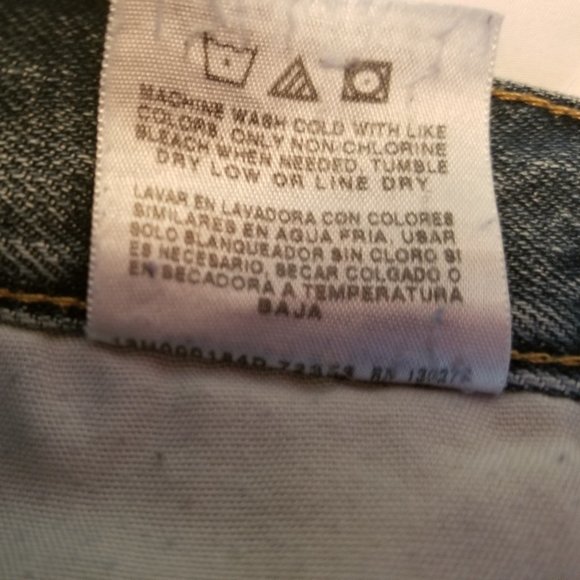 MACHINE WASH COLD WITH LIKE
COLORS, ONLY NON-CHLORINE
BLEACH WHEN NEEDED, TUMBLE
DRY LOW OR LINE DRY
LAVAR EN LAVADORA CON COLORES
SIMILARES EN AGUA FRIA, USAR
SOLO BLANQUEADOR SIN CLORO SI
ES NECESARIO, SECAR COLGADO O
EN SECADORA A TEMPERATURA
BAJA